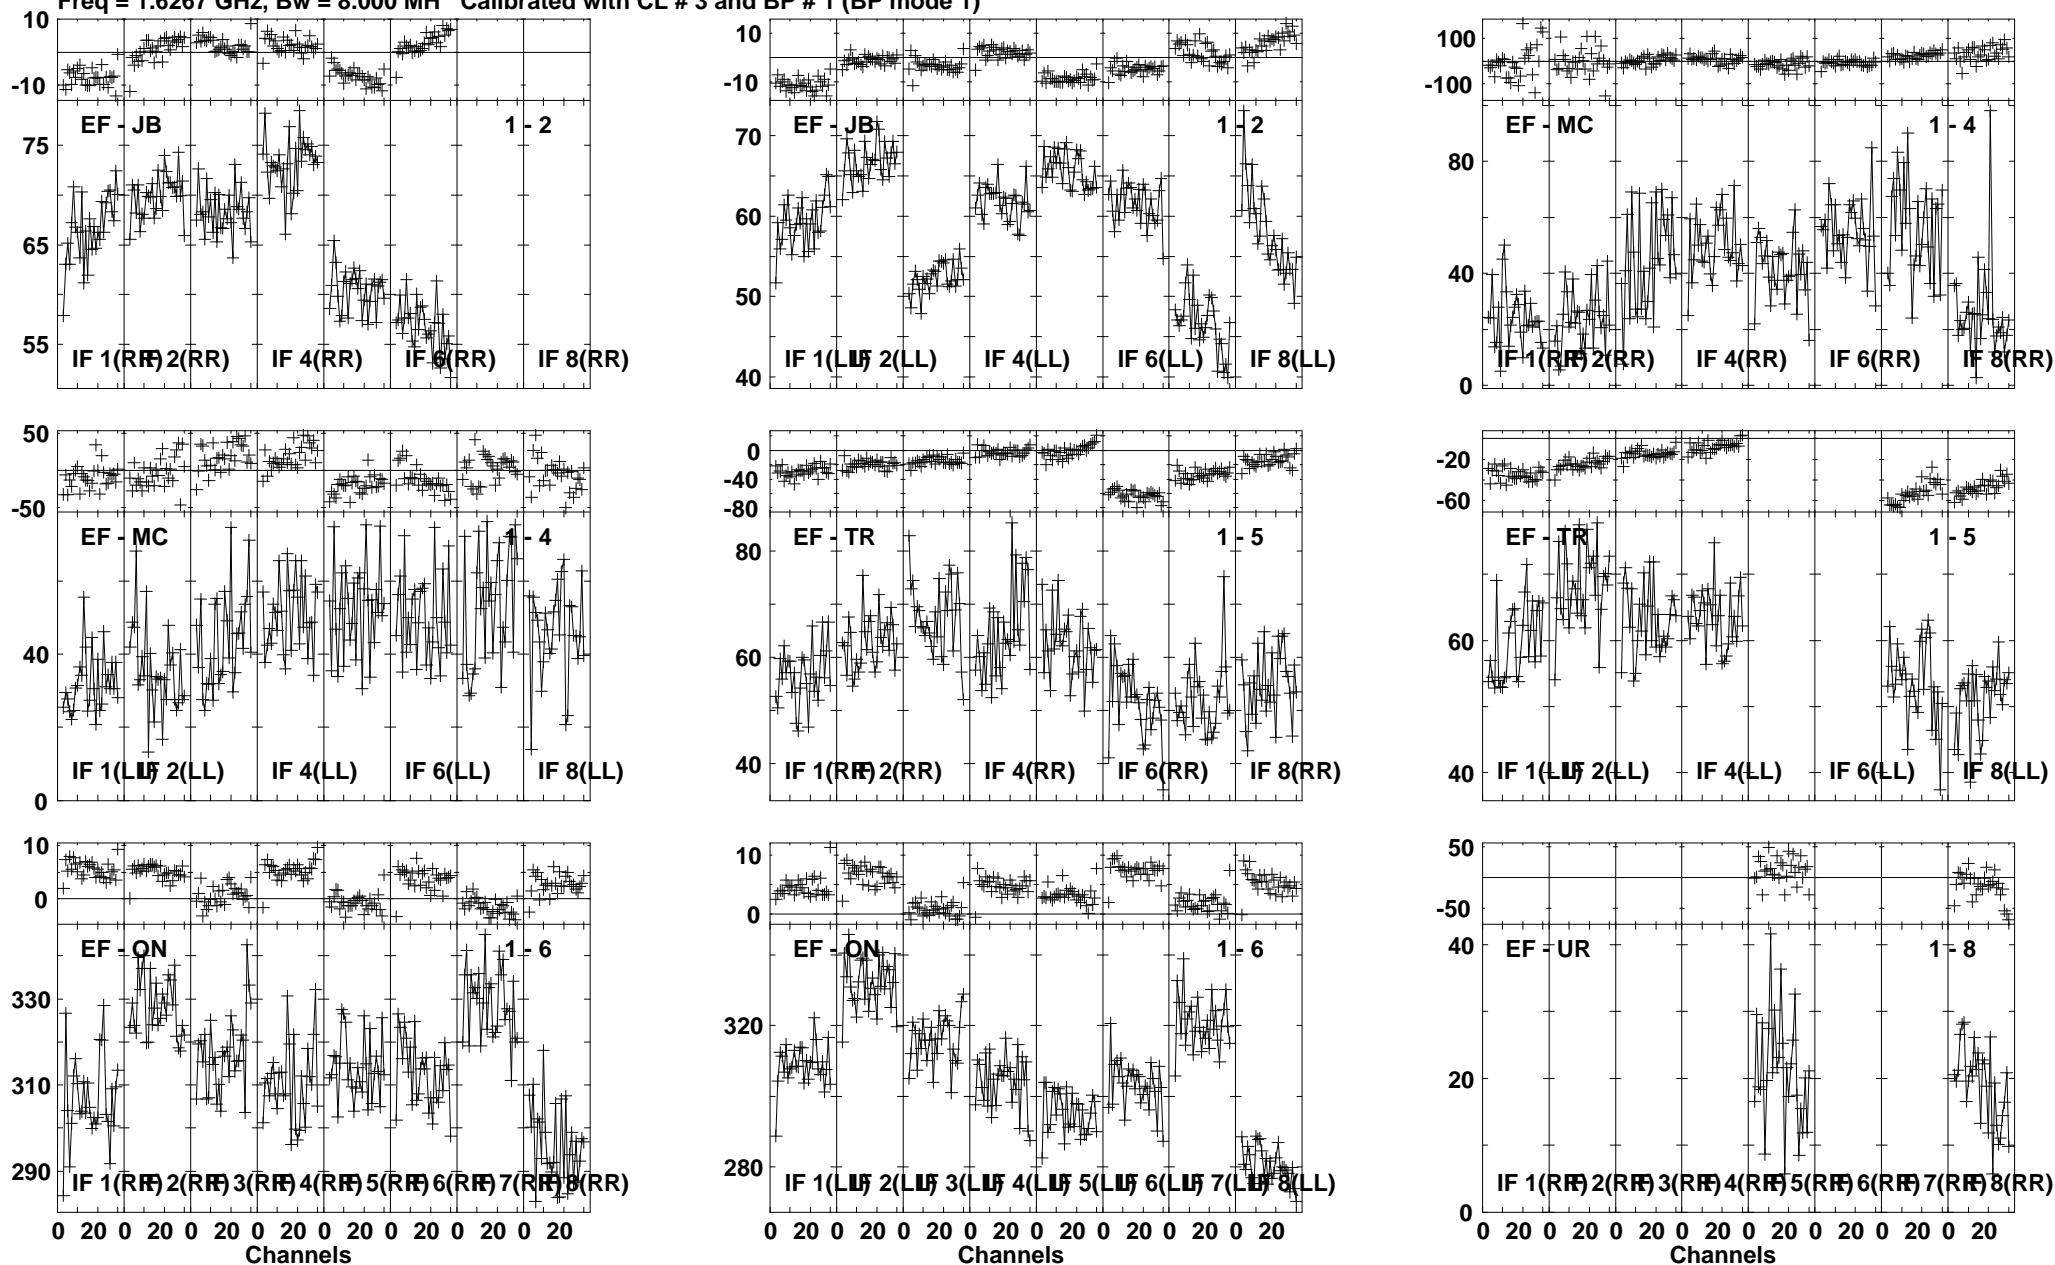 Freq = 1.6267 GHz, Bw = 8.000 MH Calibrated with CL # 3 and BP # 1 (BP mode 1)
10
-10
EF - JB 1 - 2
75
65
55
IF 1(RR) IF 2(RR) IF 4(RR) IF 6(RR) IF 8(RR)
10
-10
EF - JB 1 - 2
70
60
50
40
IF 1(LL) IF 2(LL) IF 4(LL) IF 6(LL) IF 8(LL)
100
-100
EF - MC 1 - 4
80
40
0
IF 1(RR) IF 2(RR) IF 4(RR) IF 6(RR) IF 8(RR)
50
-50
EF - MC 1 - 4
40
0
IF 1(LL) IF 2(LL) IF 4(LL) IF 6(LL) IF 8(LL)
0
-40
-80
EF - TR 1 - 5
80
60
40
IF 1(RR) IF 2(RR) IF 4(RR) IF 6(RR) IF 8(RR)
-20
-60
EF - TR 1 - 5
60
40
IF 1(LL) IF 2(LL) IF 4(LL) IF 6(LL) IF 8(LL)
10
0
EF - ON 1 - 6
330
310
290
IF 1(RR) IF 2(RR) IF 3(RR) IF 4(RR) IF 5(RR) IF 6(RR) IF 7(RR) IF 8(RR)
0 20 0 20 0 20 0 20 0 20 0 20 0 20 0 20
Channels
10
0
EF - ON 1 - 6
320
280
IF 1(LL) IF 2(LL) IF 3(LL) IF 4(LL) IF 5(LL) IF 6(LL) IF 7(LL) IF 8(LL)
0 20 0 20 0 20 0 20 0 20 0 20 0 20 0 20
Channels
50
-50
EF - UR 1 - 8
40
20
0
IF 1(RR) IF 2(RR) IF 3(RR) IF 4(RR) IF 5(RR) IF 6(RR) IF 7(RR) IF 8(RR)
0 20 0 20 0 20 0 20 0 20 0 20 0 20 0 20
Channels